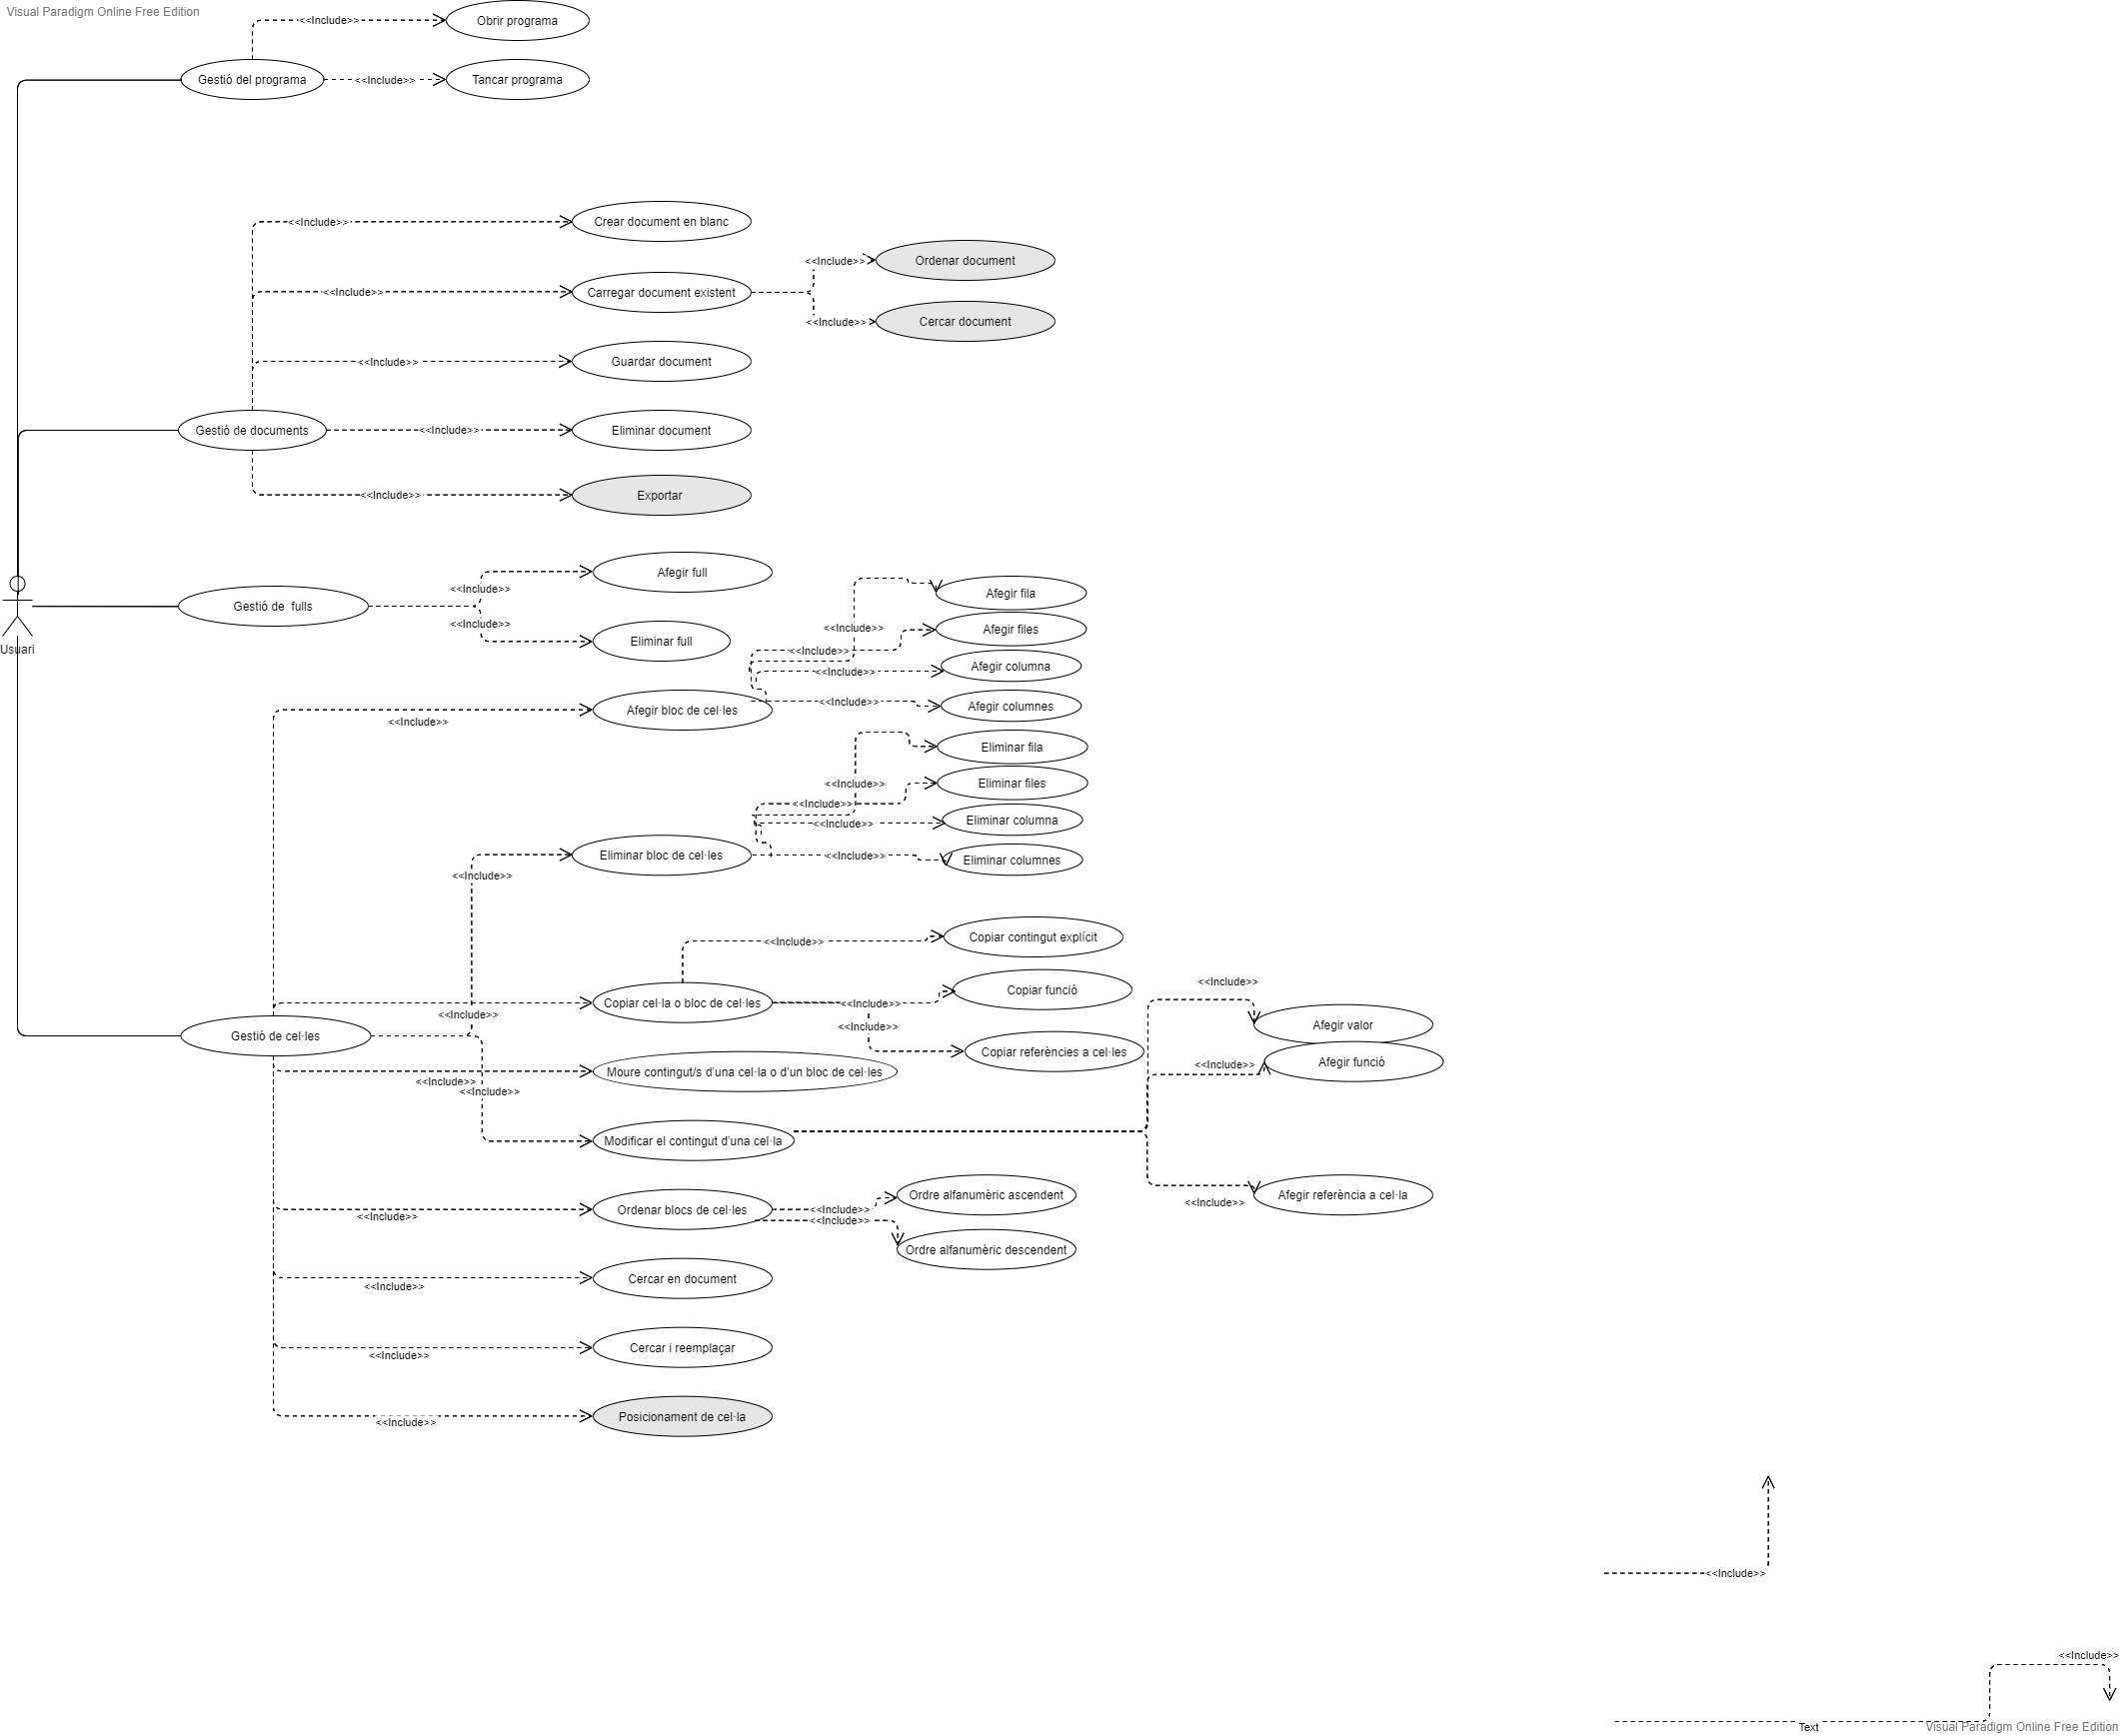 Visual Paradigm Online Free Edition
<<Include>>
Obrir programa
Gestió del programa
<<Include>>
Tancar programa
<<Include>>
Crear document en blanc
<<Include>>
Ordenar document
<<Include>>
Carregar document existent
<<Include>>
Cercar document
<<Include>>
Guardar document
Gestió de documents
<<Include>>
Eliminar document
<<Include>>
Exportar
Afegir full
<<Include>>
Afegir fila
Gestió de  fulls
<<Include>>
<<Include>>
Afegir files
Eliminar full
Usuari
<<Include>>
Afegir columna
<<Include>>
<<Include>>
Afegir columnes
Afegir bloc de cel·les
<<Include>>
Eliminar fila
<<Include>>
Eliminar files
<<Include>>
Eliminar columna
<<Include>>
Eliminar bloc de cel·les
<<Include>>
Eliminar columnes
<<Include>>
Copiar contingut explícit
<<Include>>
<<Include>>
Copiar funció
Copiar cel·la o bloc de cel·les
<<Include>>
<<Include>>
<<Include>>
Afegir valor
Gestió de cel·les
Copiar referències a cel·les
Afegir funció
<<Include>>
Moure contingut/s d'una cel·la o d'un bloc de cel·les
<<Include>>
<<Include>>
Modificar el contingut d'una cel·la
Ordre alfanumèric ascendent
Afegir referència a cel·la
<<Include>>
Ordenar blocs de cel·les
<<Include>>
<<Include>>
<<Include>>
Ordre alfanumèric descendent
Cercar en document
<<Include>>
Cercar i reemplaçar
<<Include>>
Posicionament de cel·la
<<Include>>
<<Include>>
<<Include>>
Text
Visual Paradigm Online Free Edition